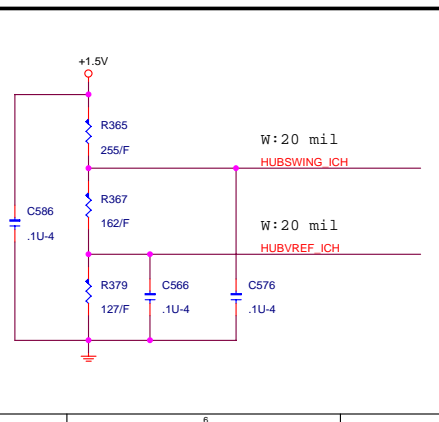 +1.5V
R365
255/F
W:20 mil
HUBSWING_ICH
R367
162/F
C586
.1U-4
W:20 mil
HUBVREF_ICH
R379
127/F
C566
.1U-4
C576
.1U-4
6